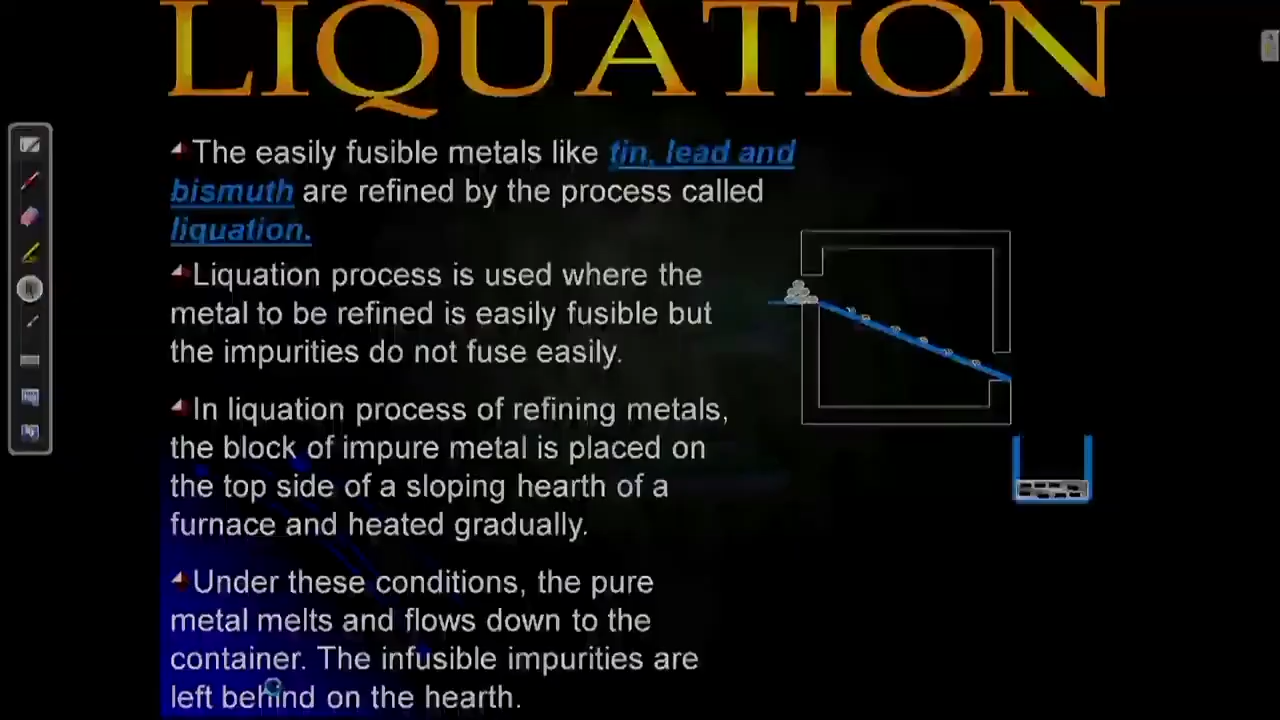 LIQUATION
The easily fusible metals like tin, lead and
bismuth are refined by the process called
liquation.
Liquation process is used where the
metal to be refined is easily fusible but
the impurities do not fuse easily.
In liquation process of refining metals,
the block of impure metal is placed on
the top side of a sloping hearth of a
furnace and heated gradually.
Under these conditions, the pure
metal melts and flows down to the
container. The infusible impurities are
left behind on the hearth.